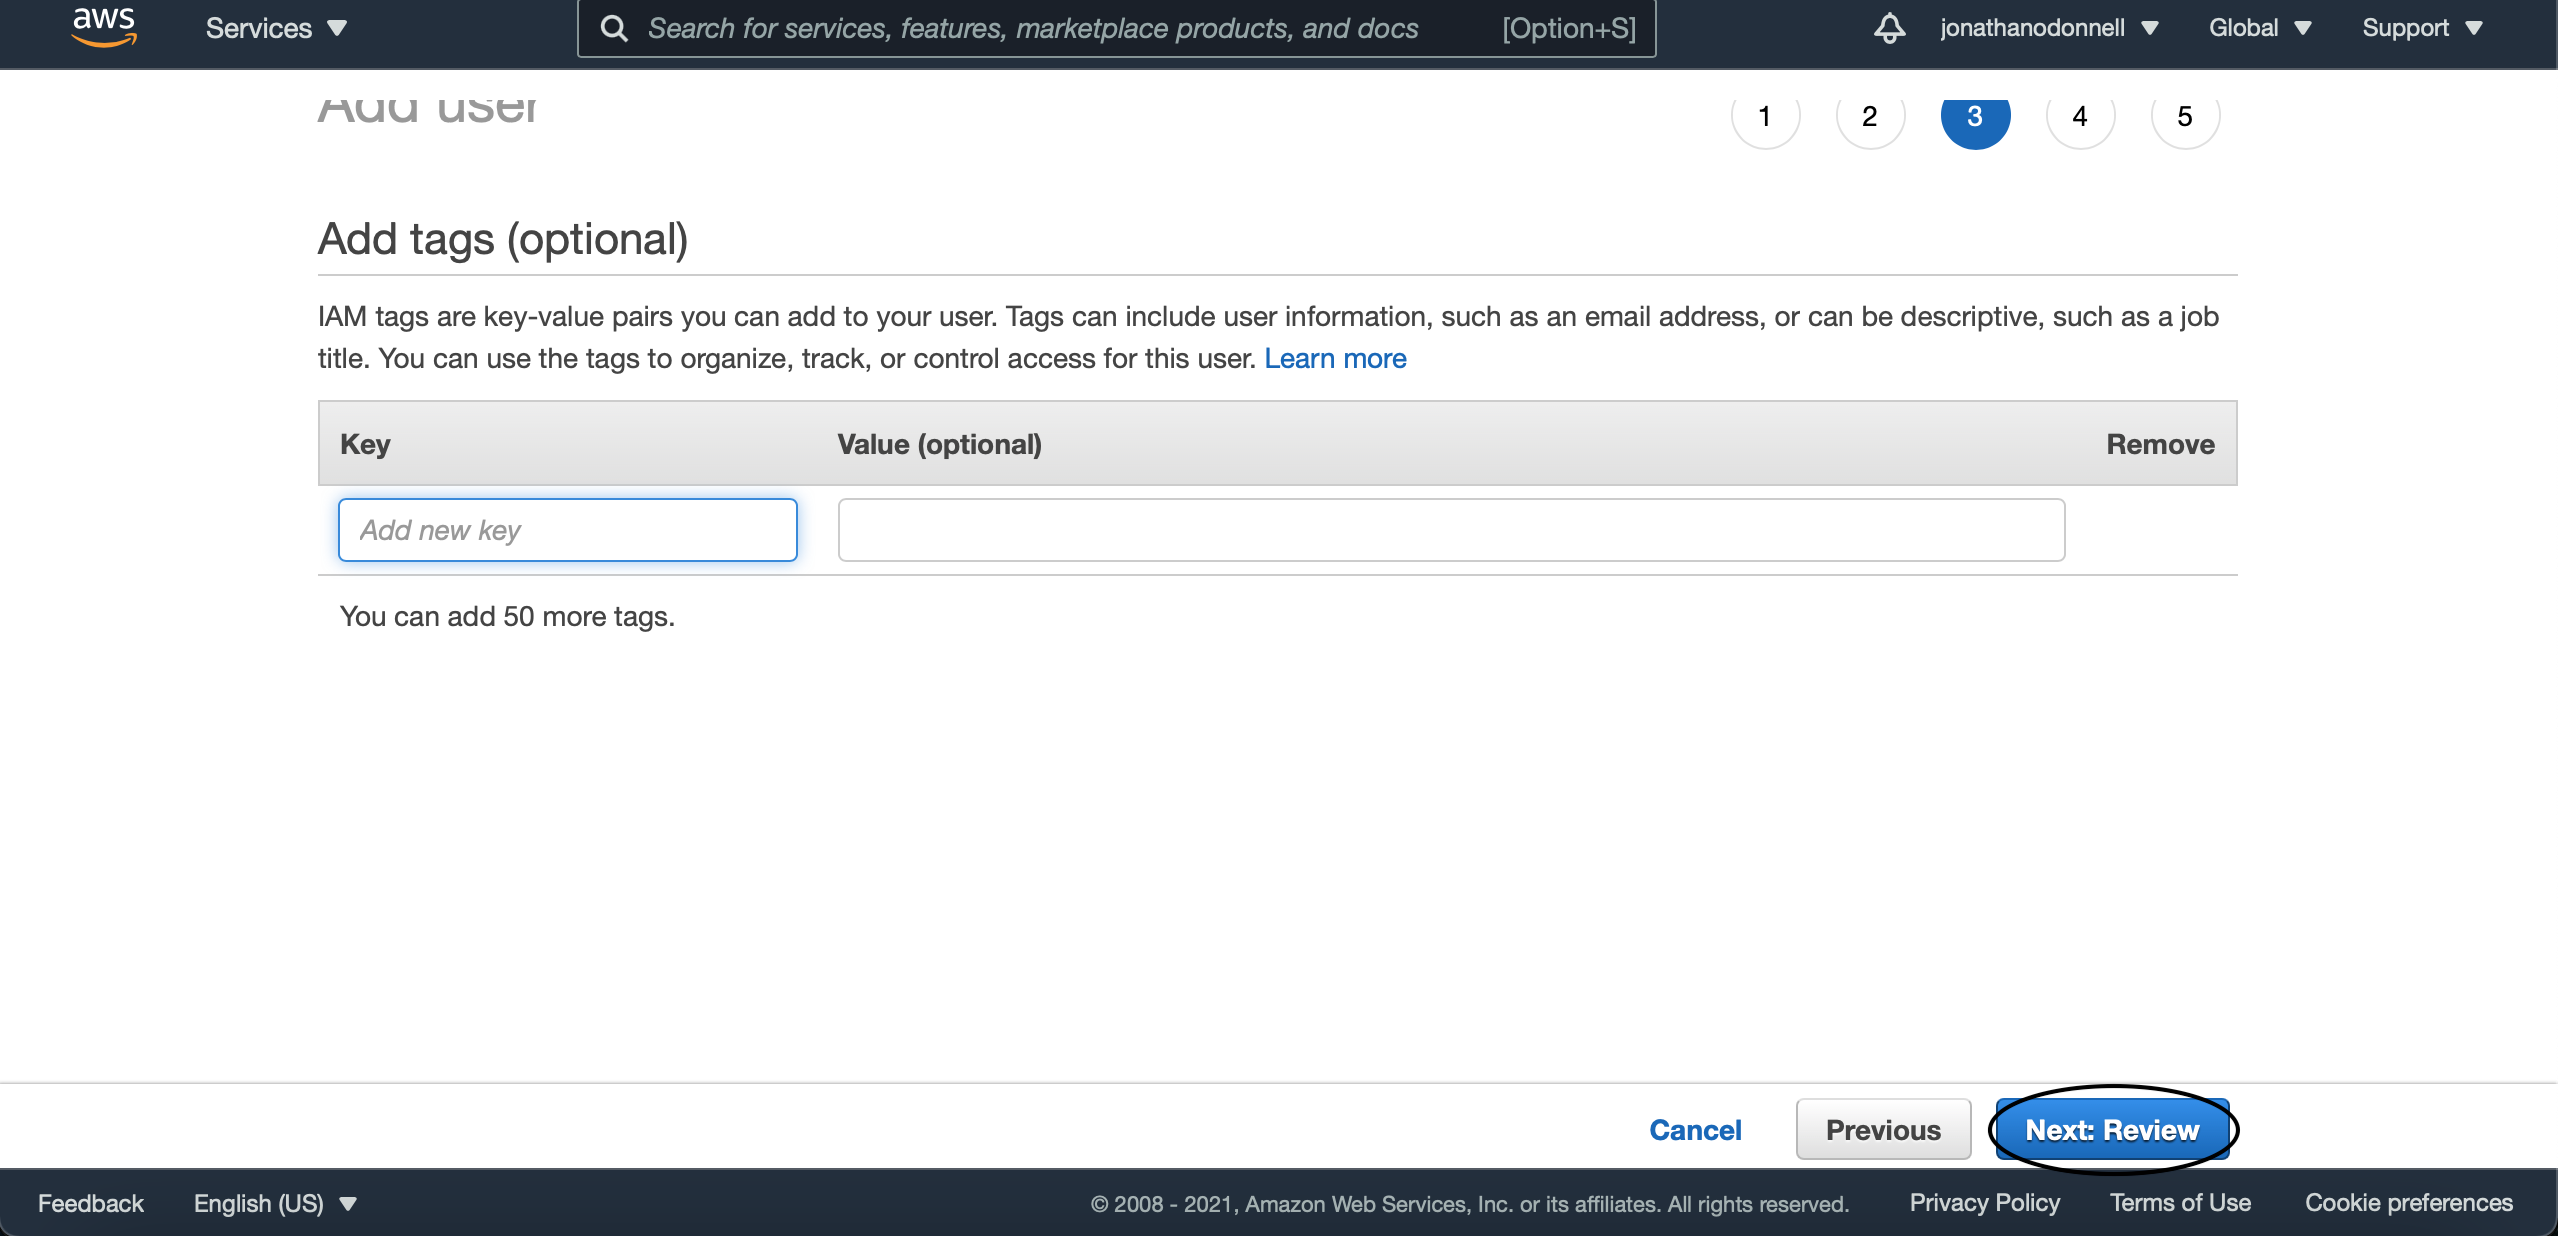 aws Services Search for services, features, marketplace products, and docs [Option+S] jonathanodonnell Global Support
Add user 1 2 3 4 5
Add tags (optional)
IAM tags are key-value pairs you can add to your user. Tags can include user information, such as an email address, or can be descriptive, such as a job
title. You can use the tags to organize, track, or control access for this user. Learn more
Key Value (optional) Remove
Add new key
You can add 50 more tags.
Cancel Previous Next: Review
Feedback English (US) © 2008 - 2021, Amazon Web Services, Inc. or its affiliates. All rights reserved. Privacy Policy Terms of Use Cookie preferences